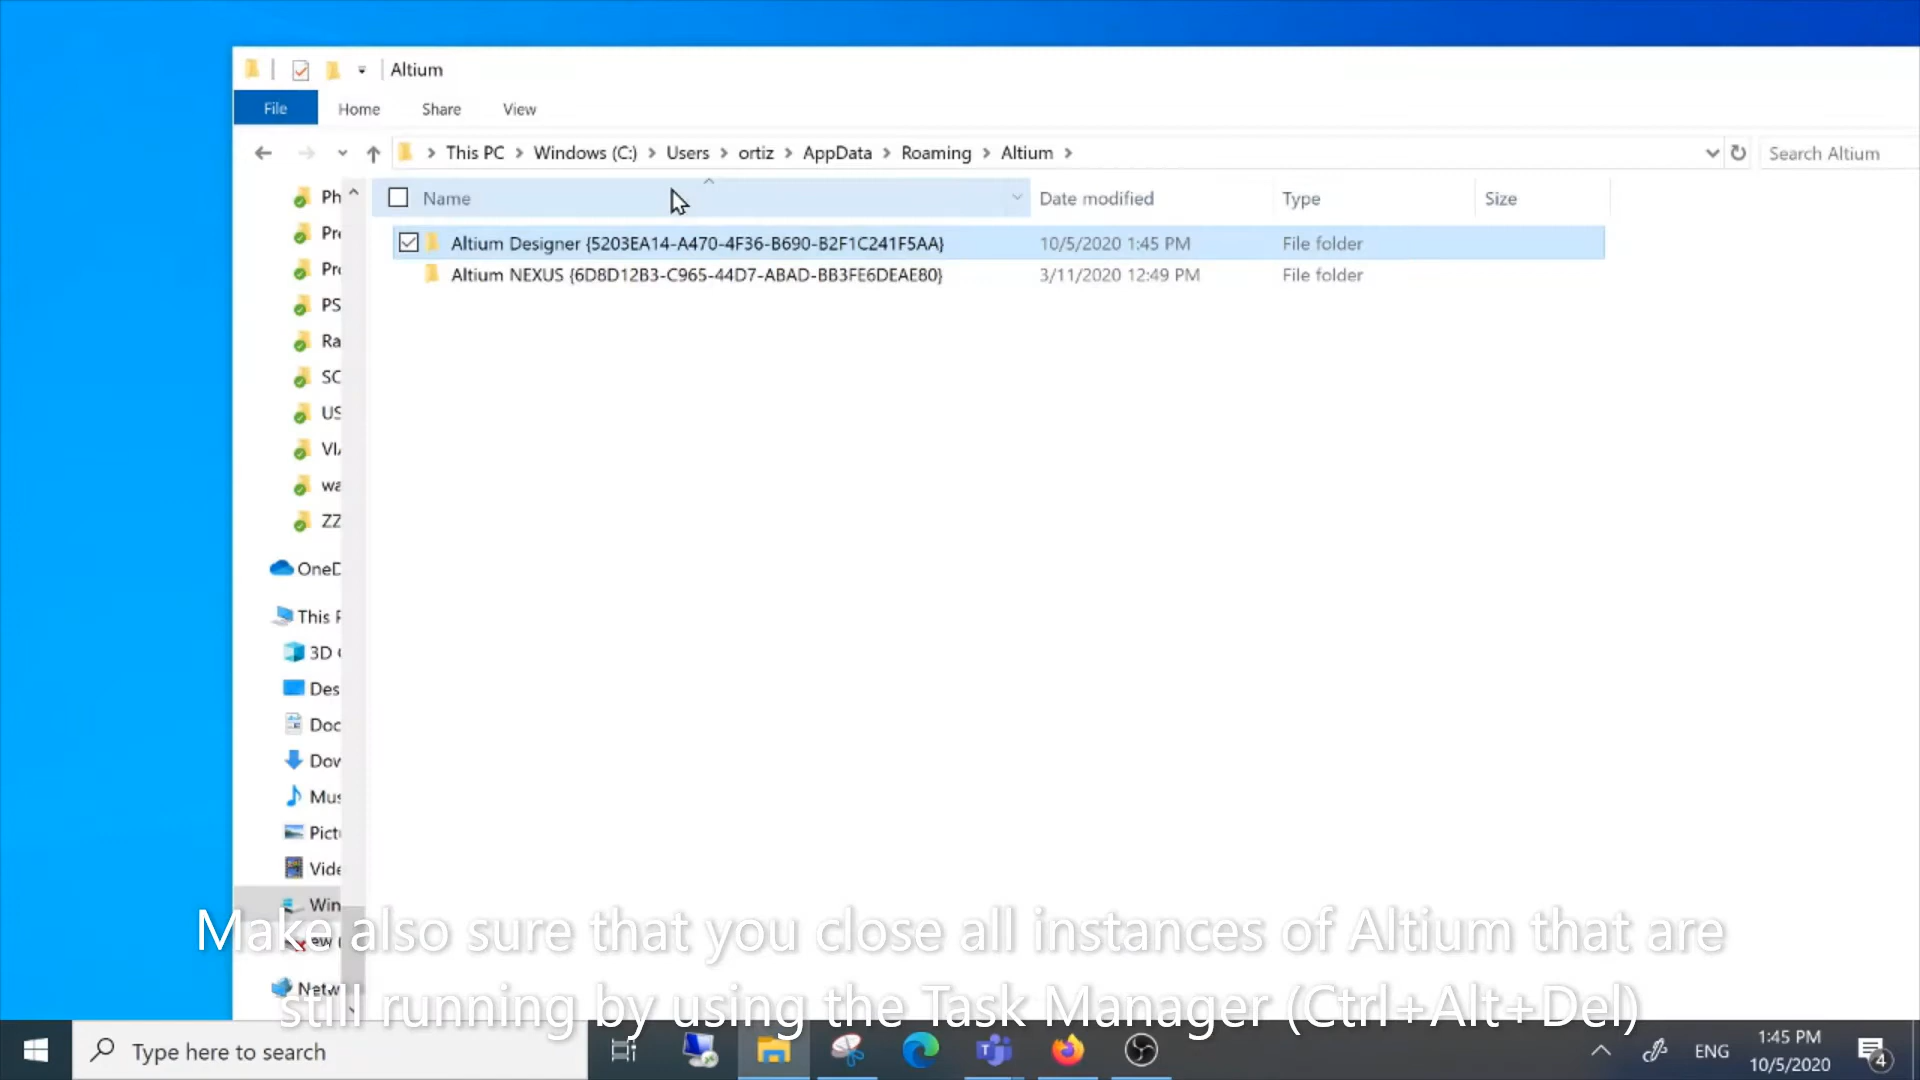 Altium
File Home Share View
This PC Windows (C:) Users ortiz AppData Roaming Altium Search Altium
Name Date modified Type Size
Altium Designer {5203EA14-A470-4F36-B690-B2F1C241F5AA} 10/5/2020 1:45 PM File folder
Altium NEXUS {6D8D12B3-C965-44D7-ABAD-BB3FE6DEAE80} 3/11/2020 12:49 PM File folder
Ph
Pre
Pro
PS
Ra
SC
US
VI
wa
ZZ
OneD
This P
3D
Des
Doc
Dov
Mus
Pict
Vide
Win
ew
Netw
Make also sure that you close all instances of Altium that are
still running by using the Task Manager (Ctrl+Alt+Del)
Type here to search
ENG
1:45 PM
10/5/2020
4